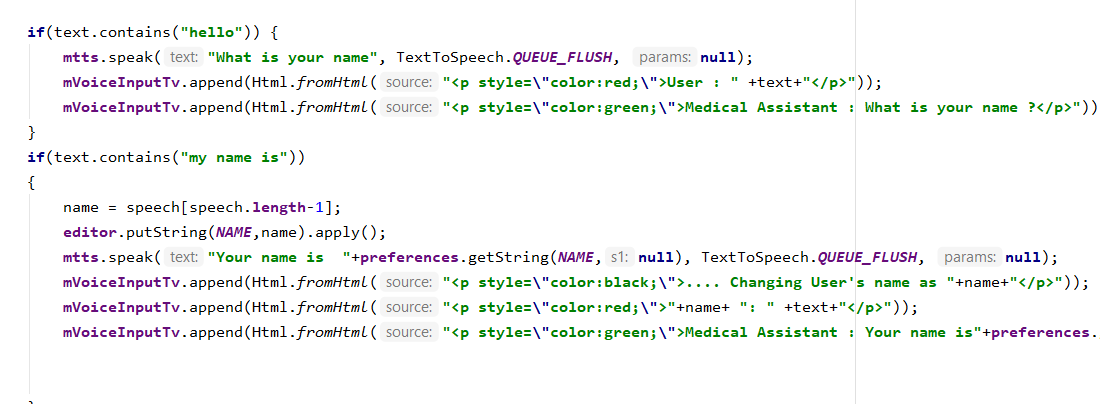 if(text.contains("hello")) {
    mtts.speak( text: "What is your name", TextToSpeech.QUEUE_FLUSH, params: null);
    mVoiceInputTv.append(Html.fromHtml( source: "<p style=\"color:red;\">User : " +text+"</p>"));
    mVoiceInputTv.append(Html.fromHtml( source: "<p style=\"color:green;\">Medical Assistant : What is your name ?</p>"))
}
if(text.contains("my name is"))
{
    name = speech[speech.length-1];
    editor.putString(NAME,name).apply();
    mtts.speak( text: "Your name is  "+preferences.getString(NAME, s1: null), TextToSpeech.QUEUE_FLUSH, params: null);
    mVoiceInputTv.append(Html.fromHtml( source: "<p style=\"color:black;\">.... Changing User's name as "+name+"</p>"));
    mVoiceInputTv.append(Html.fromHtml( source: "<p style=\"color:red;\">"+name+ ": " +text+"</p>"));
    mVoiceInputTv.append(Html.fromHtml( source: "<p style=\"color:green;\">Medical Assistant : Your name is"+preferences.